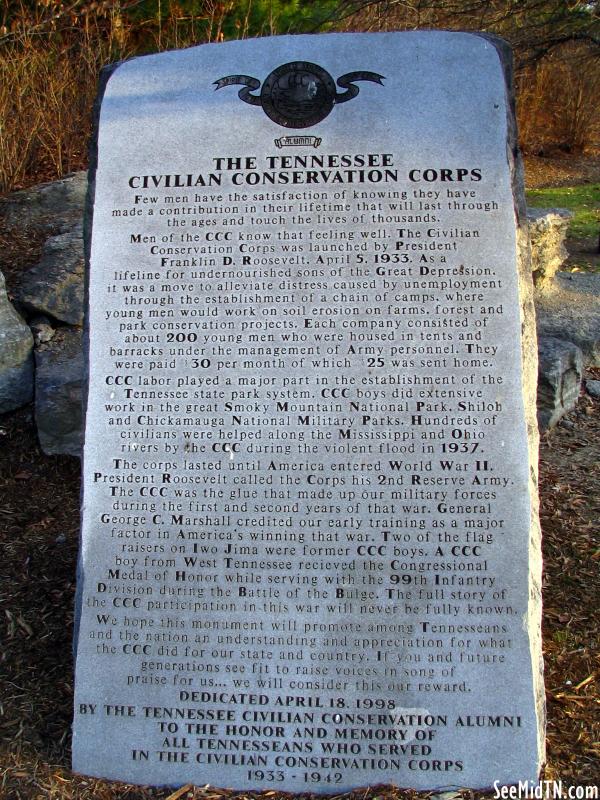 CCC
ALUMNI
THE TENNESSEE
CIVILIAN CONSERVATION CORPS
Few men have the satisfaction of knowing they have
made a contribution in their lifetime that will last through
the ages and touch the lives of thousands.
Men of the CCC know that feeling well. The Civilian
Conservation Corps was launched by President
Franklin D. Roosevelt, April 5, 1933. As a
lifeline for undernourished sons of the Great Depression,
it was a move to alleviate distress caused by unemployment
through the establishment of a chain of camps, where
young men would work on soil erosion on farms, forest and
park conservation projects. Each company consisted of
about 200 young men who were housed in tents and
barracks under the management of Army personnel. They
were paid $30 per month of which $25 was sent home.
CCC labor played a major part in the establishment of the
Tennessee state park system. CCC boys did extensive
work in the great Smoky Mountain National Park, Shiloh
and Chickamauga National Military Parks. Hundreds of
civilians were helped along the Mississippi and Ohio
rivers by the CCC during the violent flood in 1937.
The corps lasted until America entered World War II.
President Roosevelt called the Corps his 2nd Reserve Army.
The CCC was the glue that made up our military forces
during the first and second years of that war. General
George C. Marshall credited our early training as a major
factor in America's winning that war. Two of the flag
raisers on Iwo Jima were former CCC boys. A CCC
boy from West Tennessee recieved the Congressional
Medal of Honor while serving with the 99th Infantry
Division during the Battle of the Bulge. The full story of
the CCC participation in this war will never be fully known.
We hope this monument will promote among Tennesseans
and the nation an understanding and appreciation for what
the CCC did for our state and country. If you and future
generations see fit to raise voices in song of
praise for us... we will consider this our reward.
DEDICATED APRIL 18, 1998
BY THE TENNESSEE CIVILIAN CONSERVATION ALUMNI
TO THE HONOR AND MEMORY OF
ALL TENNESSEANS WHO SERVED
IN THE CIVILIAN CONSERVATION CORPS
1933 - 1942
SeeMidTN.com